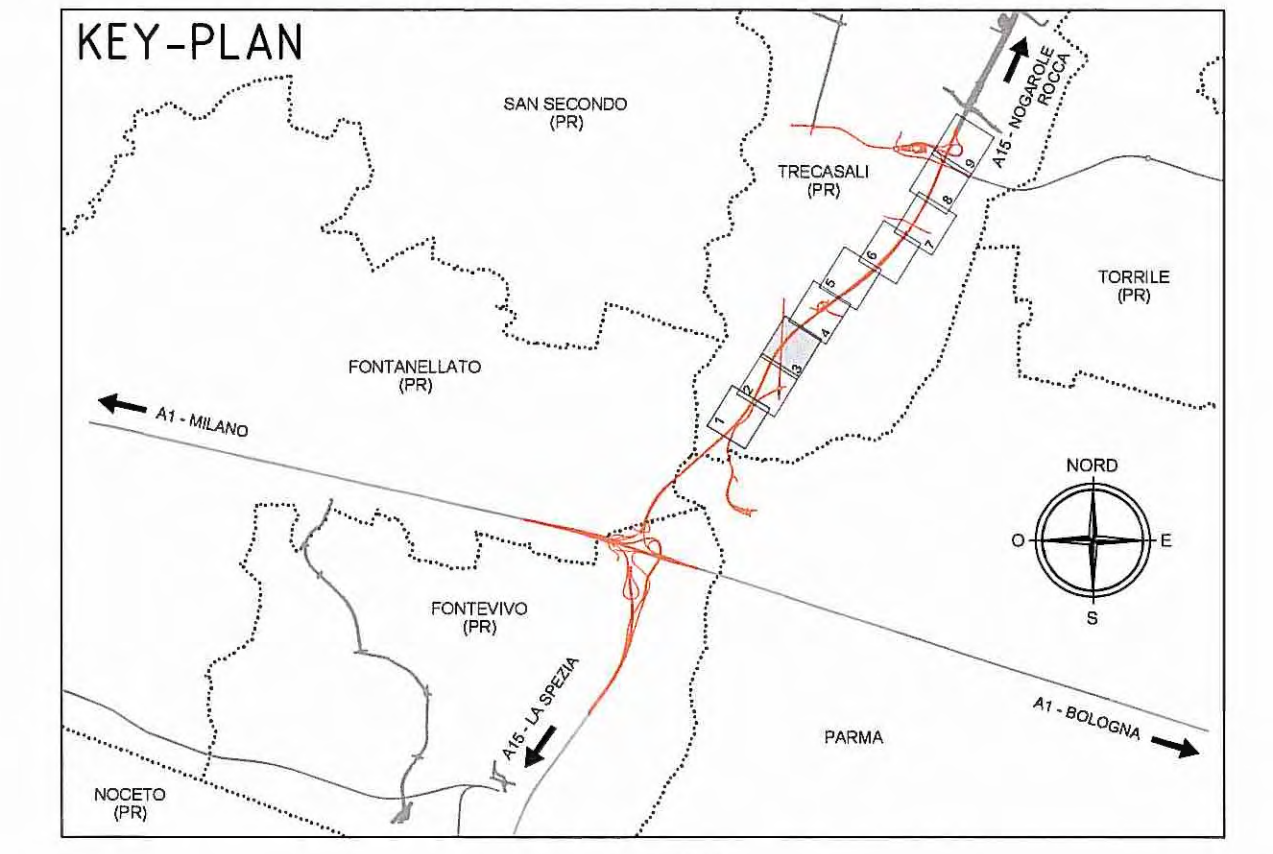 KEY-PLAN
SAN SECONDO
(PR)
A15 - NOGAROLE
ROCCA
TRECASALI
(PR)
9
8
7
6
5
4
3
2
1
TORRILE
(PR)
FONTANELLATO
(PR)
A1 - MILANO
NORD
O
E
S
FONTEVIVO
(PR)
A15 - LA SPEZIA
A1 - BOLOGNA
PARMA
NOCETO
(PR)